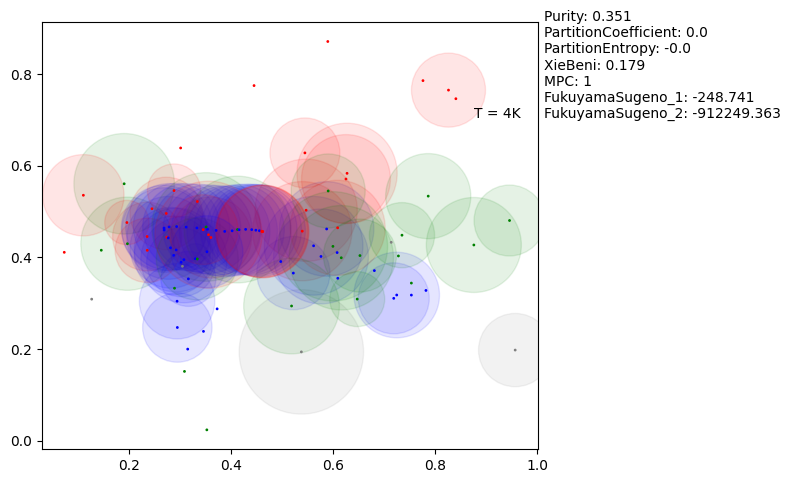 Purity: 0.351
PartitionCoefficient: 0.0
PartitionEntropy: -0.0
XieBeni: 0.179
MPC: 1
FukuyamaSugeno_1: -248.741
FukuyamaSugeno_2: -912249.363
T = 4K
0.8
0.6
0.4
0.2
0.0
0.2
0.4
0.6
0.8
1.0